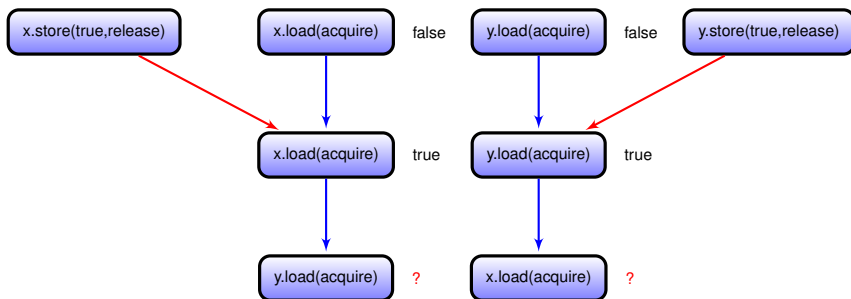 x.store(true,release)
x.load(acquire)
false
y.load(acquire)
false
y.store(true,release)
x.load(acquire)
true
y.load(acquire)
true
y.load(acquire)
?
x.load(acquire)
?